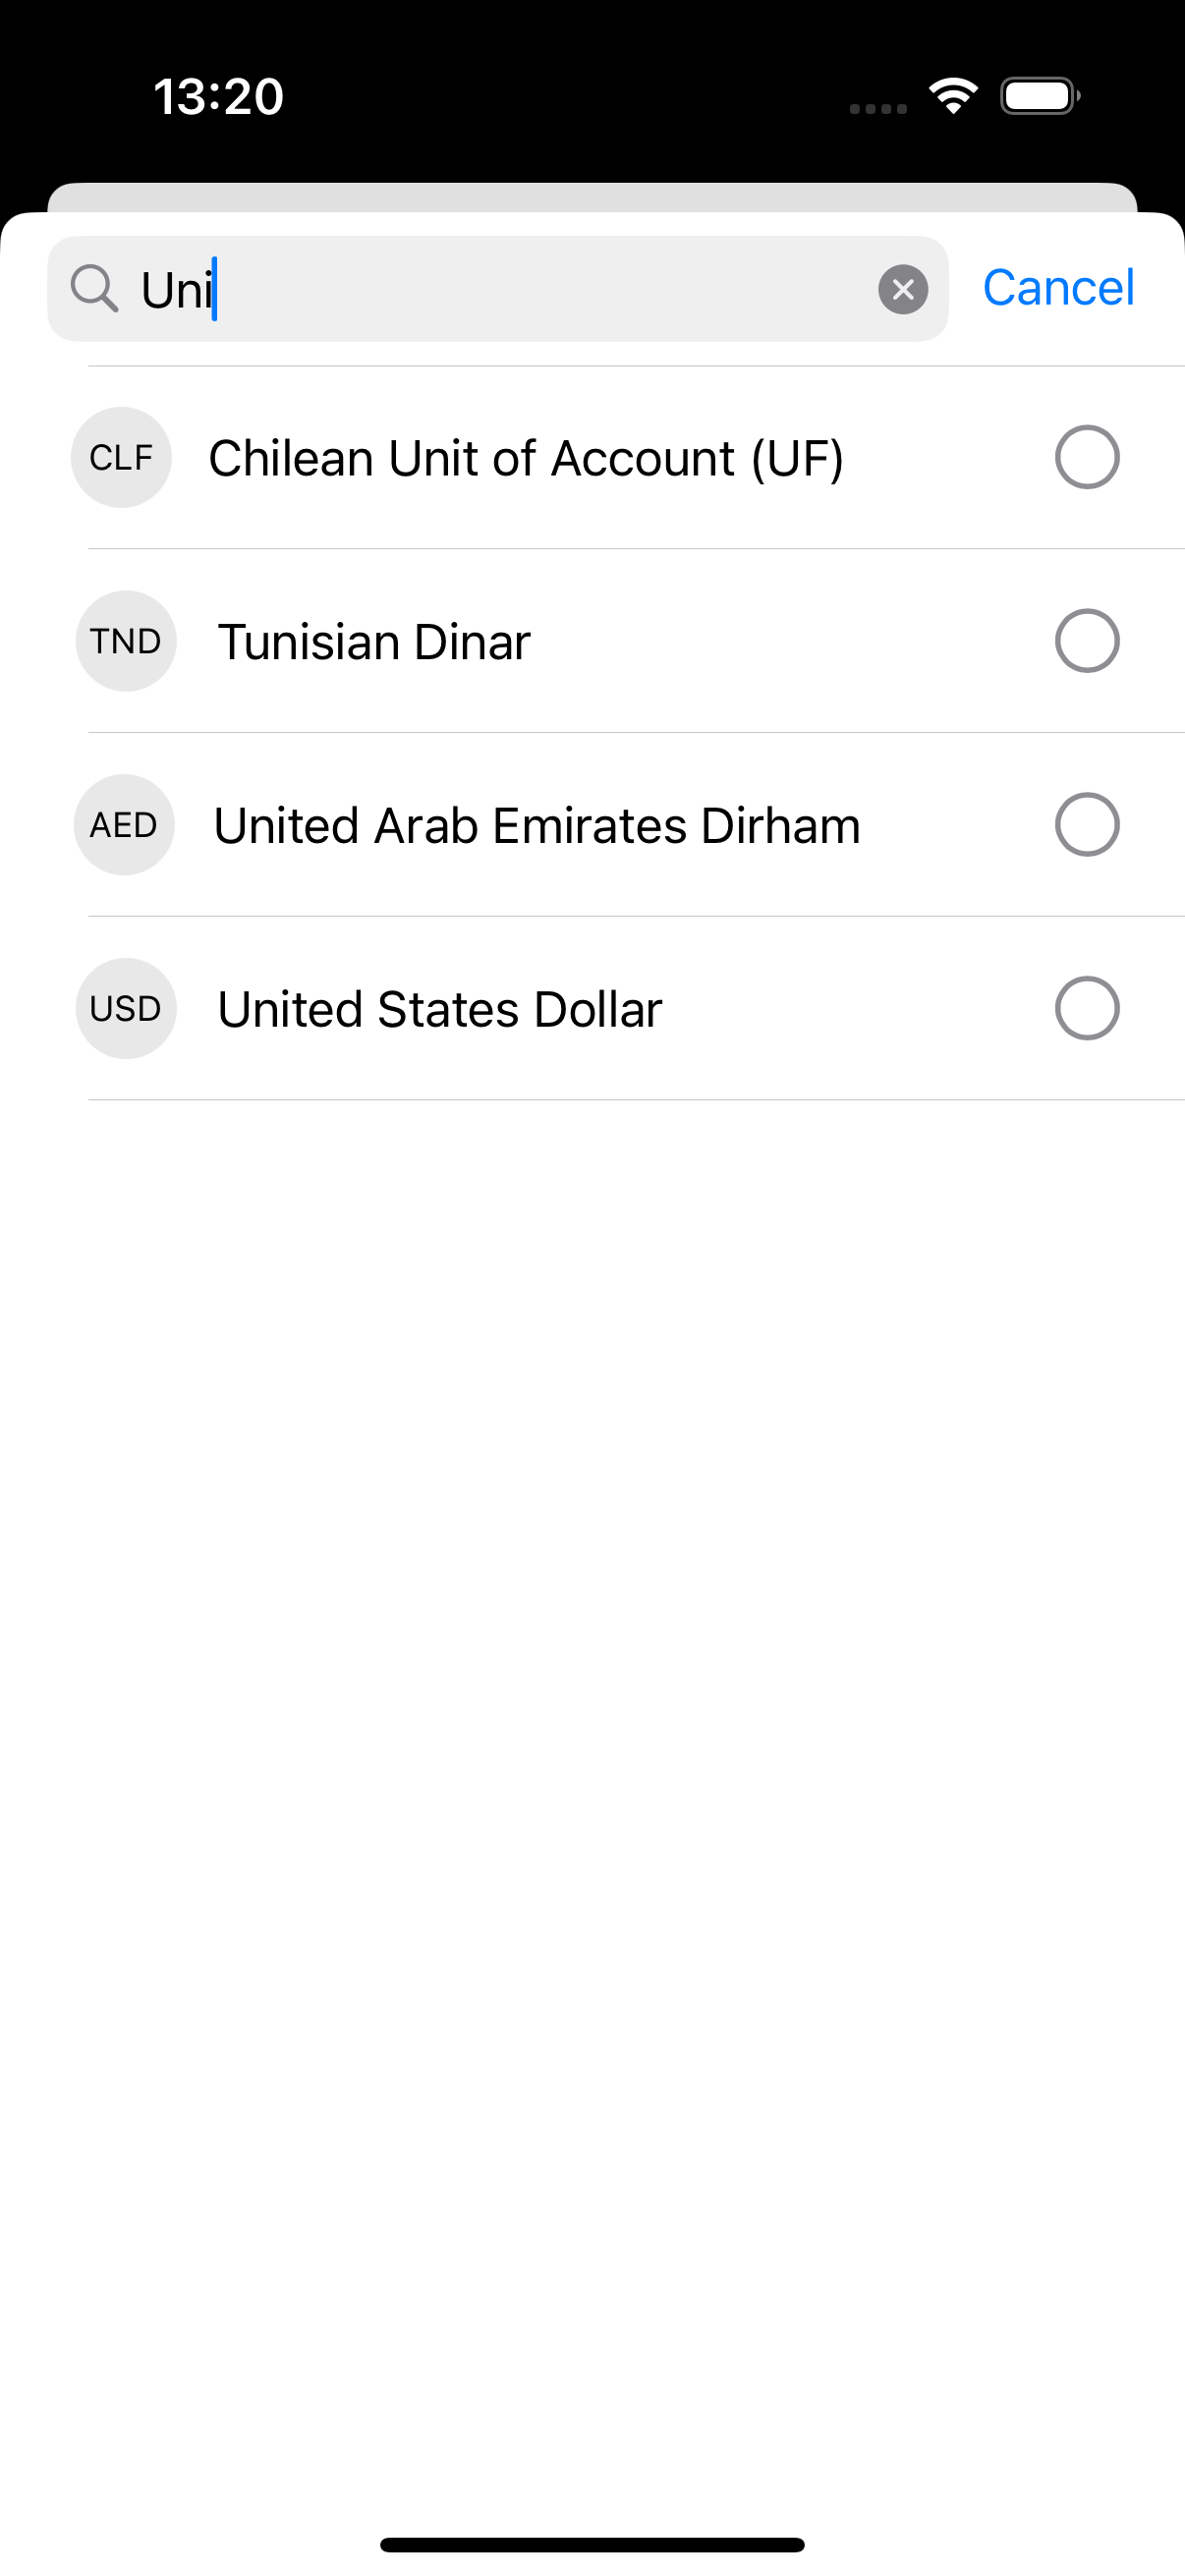 13:20
Uni
Cancel
CLF Chilean Unit of Account (UF)
TND Tunisian Dinar
AED United Arab Emirates Dirham
USD United States Dollar